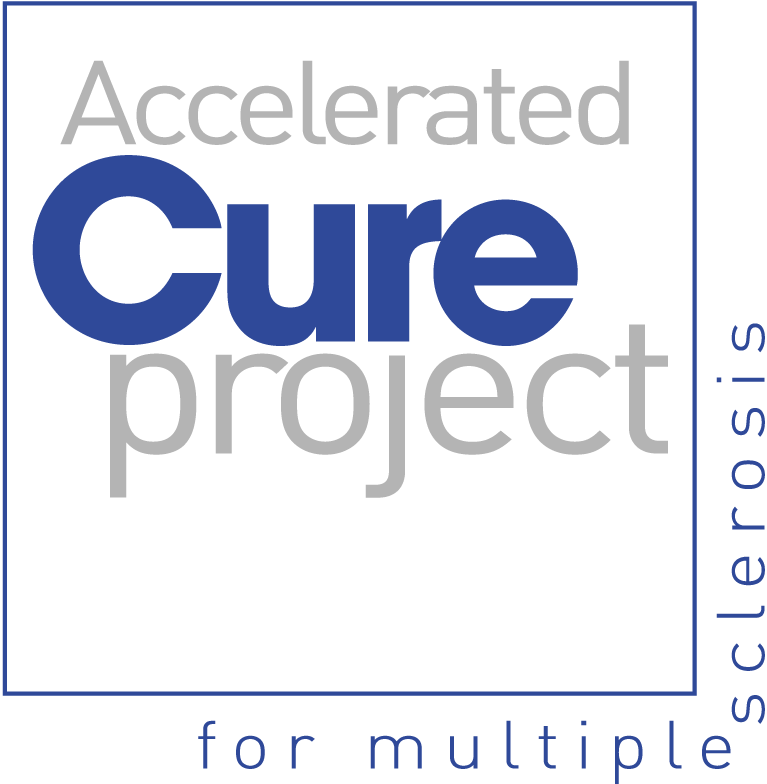 Accelerated
Cure
project
for multiple
sclerosis